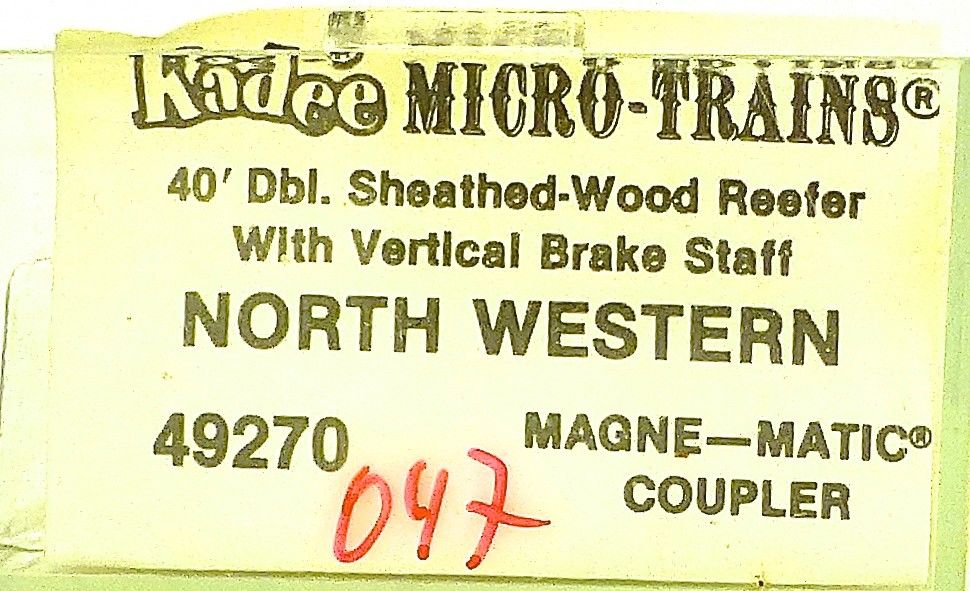 Kadee® MICRO-TRAINS®
40' Dbl. Sheathed-Wood Reefer
With Vertical Brake Staff
NORTH WESTERN
49270
MAGNE—MATIC®
COUPLER
047